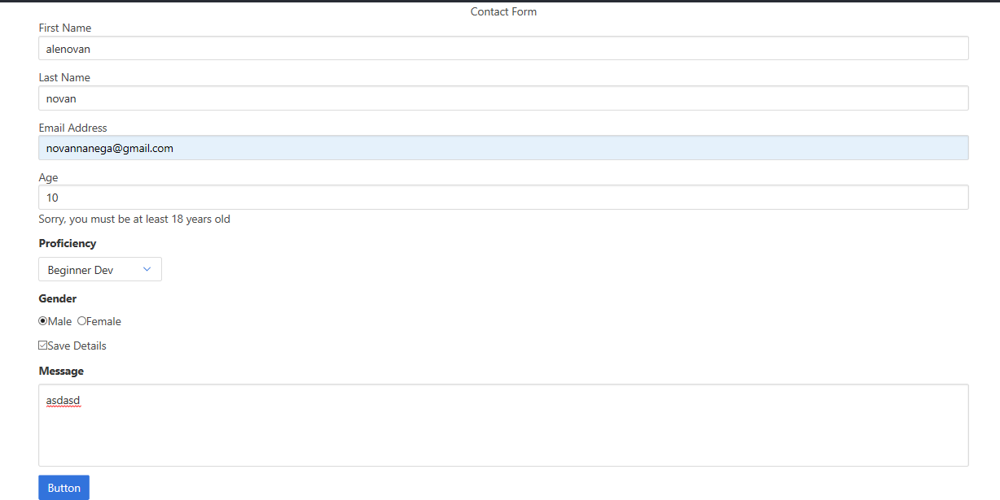 Contact Form
First Name
alenovan
Last Name
novan
Email Address
novannanega@gmail.com
Age
10
Sorry, you must be at least 18 years old
Proficiency
Beginner Dev
Gender
Male Female
Save Details
Message
asdasd
Button